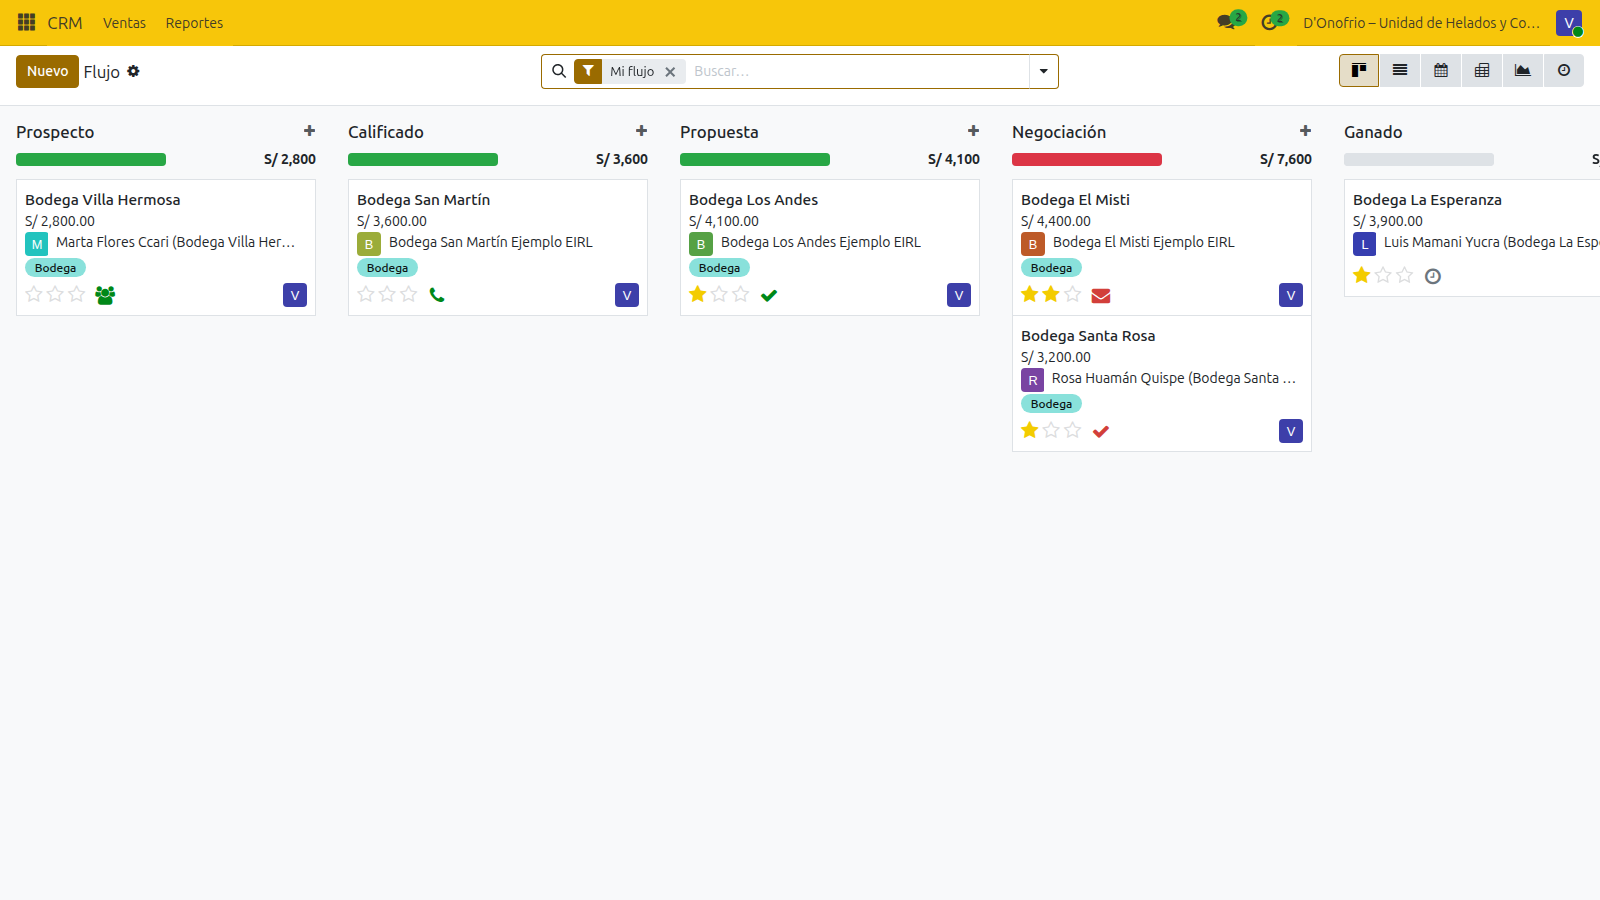 CRM Ventas Reportes 2 2 D'Onofrio – Unidad de Helados y Co... V
Nuevo Flujo Mi flujo Buscar...
Prospecto
S/ 2,800
Bodega Villa Hermosa
S/ 2,800.00
M Marta Flores Ccari (Bodega Villa Her...
Bodega
V
Calificado
S/ 3,600
Bodega San Martín
S/ 3,600.00
B Bodega San Martín Ejemplo EIRL
Bodega
V
Propuesta
S/ 4,100
Bodega Los Andes
S/ 4,100.00
B Bodega Los Andes Ejemplo EIRL
Bodega
V
Negociación
S/ 7,600
Bodega El Misti
S/ 4,400.00
B Bodega El Misti Ejemplo EIRL
Bodega
V
Bodega Santa Rosa
S/ 3,200.00
R Rosa Huamán Quispe (Bodega Santa ...
Bodega
V
Ganado
Bodega La Esperanza
S/ 3,900.00
L Luis Mamani Yucra (Bodega La Esp